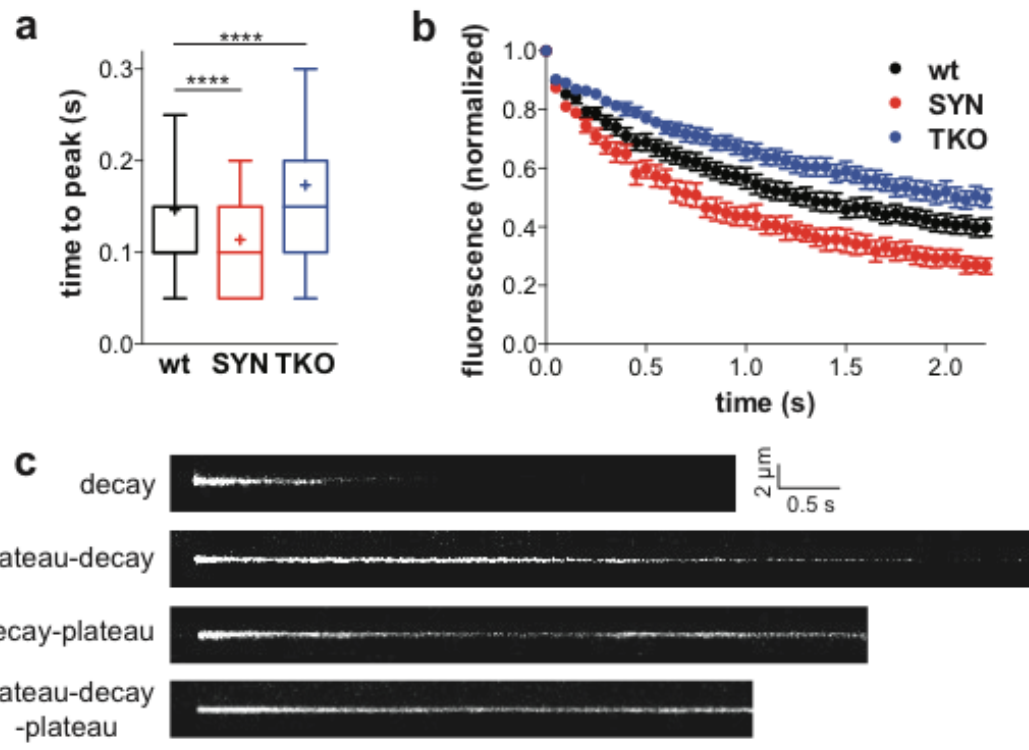 a
****
****
time to peak (s)
0.3
0.2
0.1
0.0
wt SYN TKO
b
fluorescence (normalized)
1.0
0.8
0.6
0.4
0.2
0.0
wt
SYN
TKO
0.0 0.5 1.0 1.5 2.0
time (s)
c
decay
2 μm
0.5 s
ateau-decay
ecay-plateau
ateau-decay
-plateau